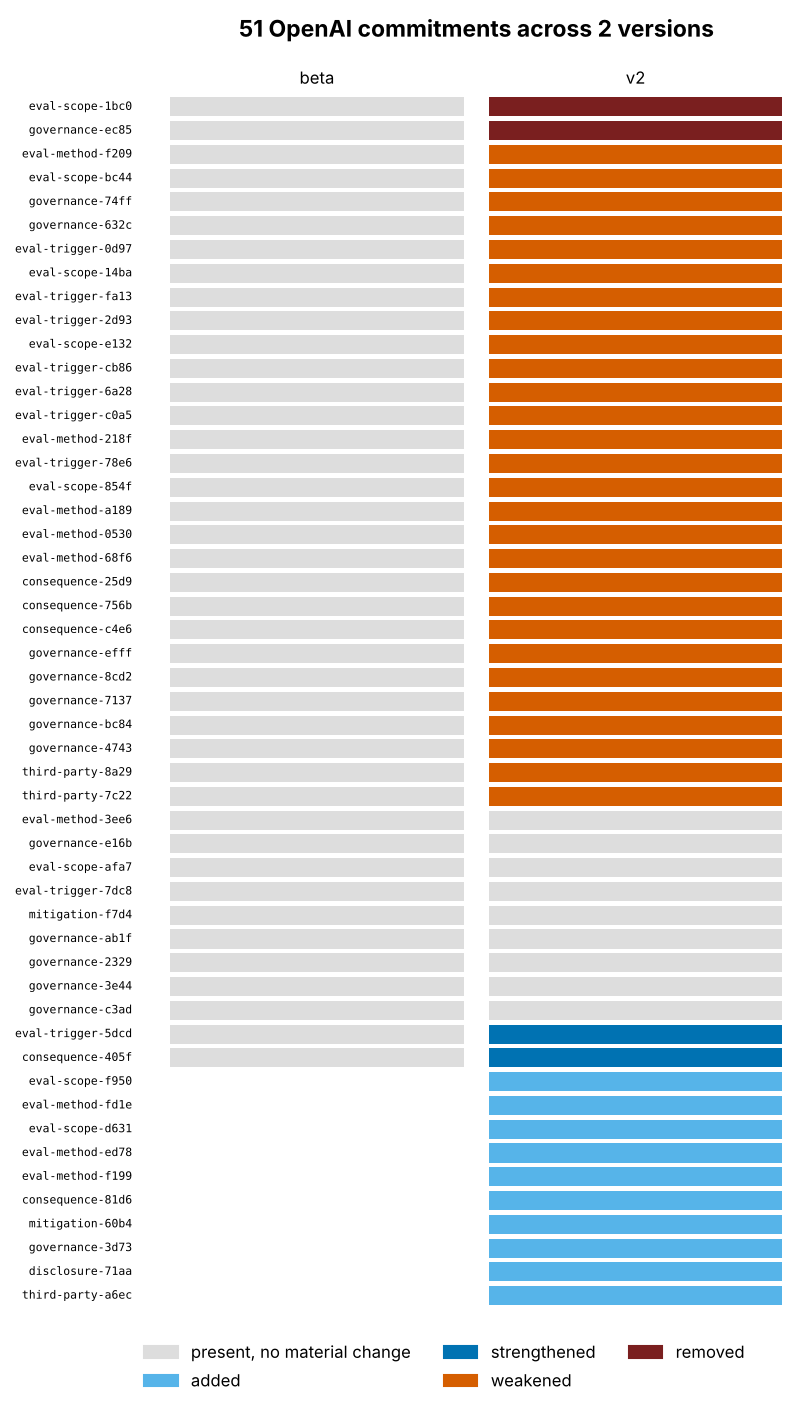 51 OpenAI commitments across 2 versions
beta v2
eval-scope-1bc0
governance-ec85
eval-method-f209
eval-scope-bc44
governance-74ff
governance-632c
eval-trigger-0d97
eval-scope-14ba
eval-trigger-fa13
eval-trigger-2d93
eval-scope-e132
eval-trigger-cb86
eval-trigger-6a28
eval-trigger-c0a5
eval-method-218f
eval-trigger-78e6
eval-scope-854f
eval-method-a189
eval-method-0530
eval-method-68f6
consequence-25d9
consequence-756b
consequence-c4e6
governance-efff
governance-8cd2
governance-7137
governance-bc84
governance-4743
third-party-8a29
third-party-7c22
eval-method-3ee6
governance-e16b
eval-scope-afa7
eval-trigger-7dc8
mitigation-f7d4
governance-ab1f
governance-2329
governance-3e44
governance-c3ad
eval-trigger-5dcd
consequence-405f
eval-scope-f950
eval-method-fd1e
eval-scope-d631
eval-method-ed78
eval-method-f199
consequence-81d6
mitigation-60b4
governance-3d73
disclosure-71aa
third-party-a6ec
present, no material change strengthened removed
added weakened